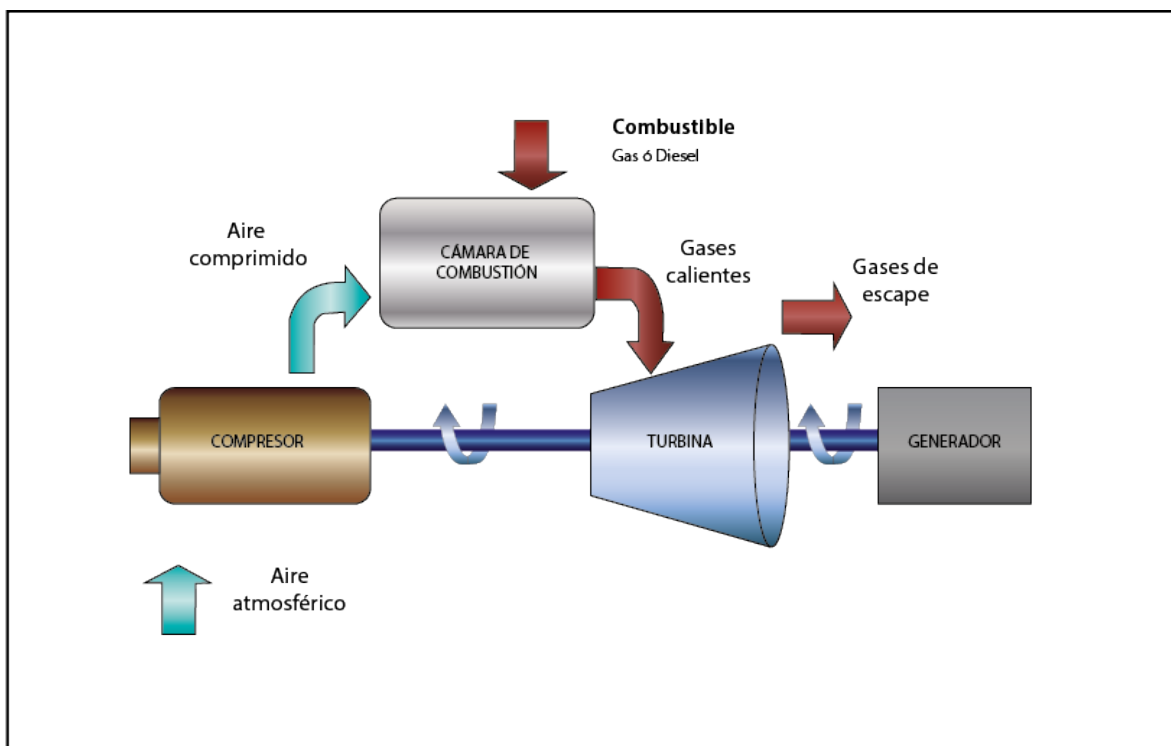 Combustible
Gas ó Diesel
Aire
comprimido
CÁMARA DE
COMBUSTIÓN
Gases
calientes
Gases de
escape
COMPRESOR
TURBINA
GENERADOR
Aire
atmosférico